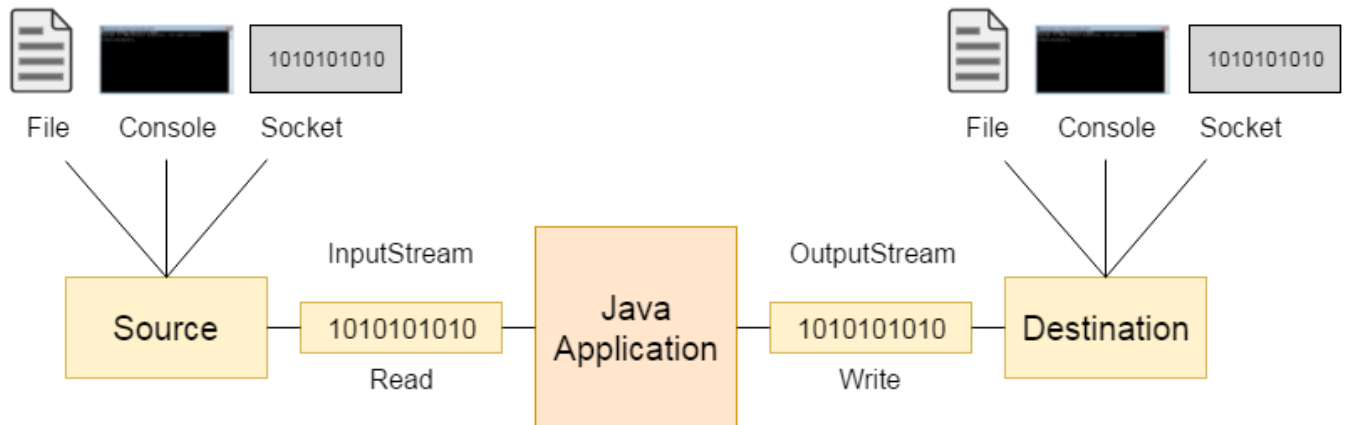 1010101010
1010101010
File Console Socket
File Console Socket
InputStream
OutputStream
Source
1010101010
Java
Application
1010101010
Destination
Read
Write